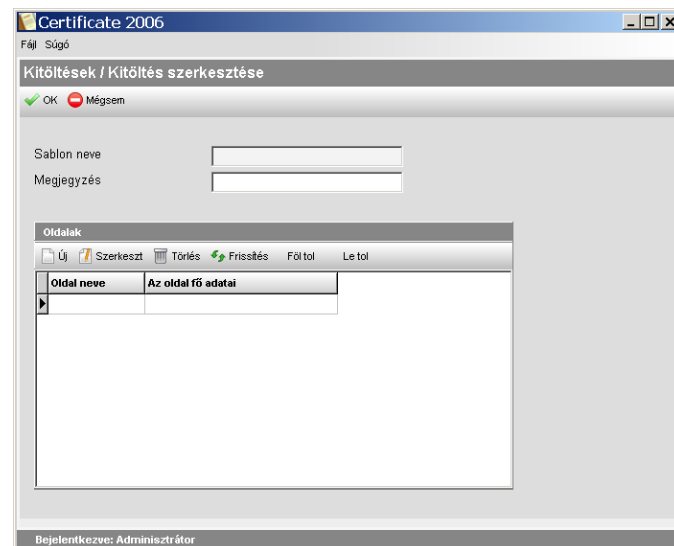 Certificate 2006
Fájl Súgó
Kitöltések / Kitöltés szerkesztése
OK Mégsem
Sablon neve
Megjegyzés
Oldalak
Új Szerkeszt Törlés Frissítés Föl tol Le tol
Oldal neve Az oldal fő adatai
Bejelentkezve: Adminisztrátor